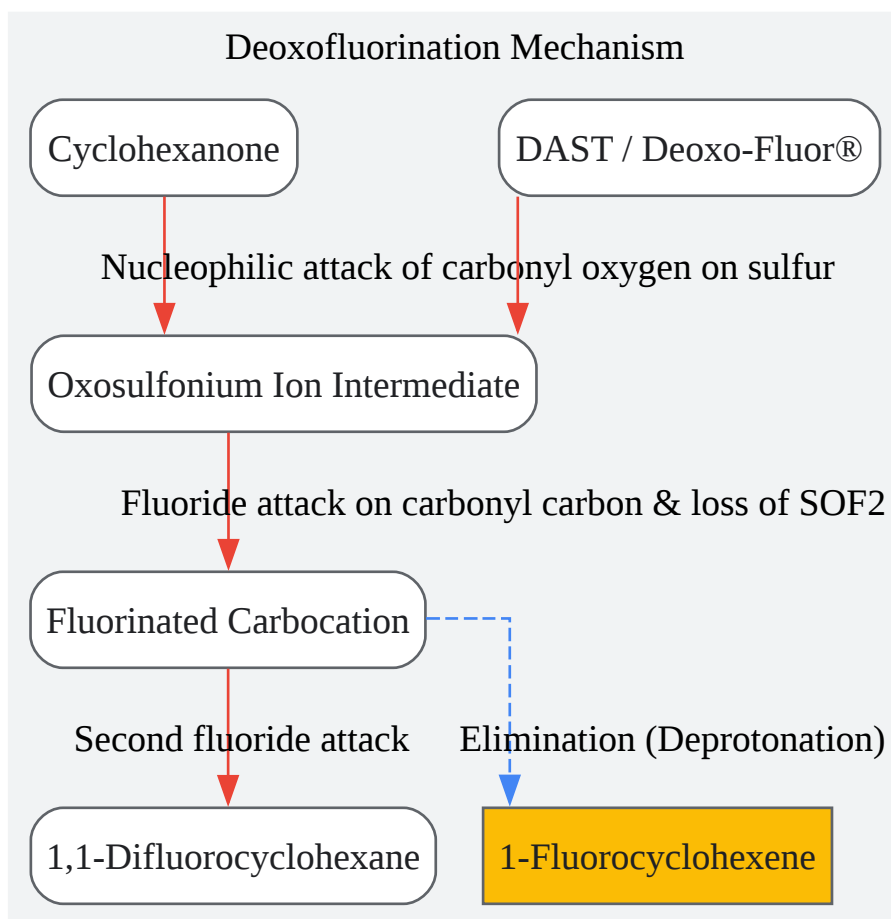 Deoxofluorination Mechanism
Cyclohexanone
DAST / Deoxo-Fluor®
Nucleophilic attack of carbonyl oxygen on sulfur
Oxosulfonium Ion Intermediate
Fluoride attack on carbonyl carbon & loss of SOF2
Fluorinated Carbocation
Second fluoride attack
Elimination (Deprotonation)
1,1-Difluorocyclohexane
1-Fluorocyclohexene